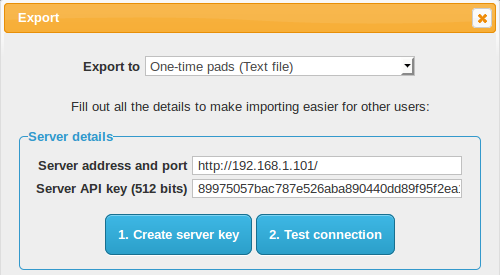 Export
Export to One-time pads (Text file)
Fill out all the details to make importing easier for other users:
Server details
Server address and port http://192.168.1.101/
Server API key (512 bits) 89975057bac787e526aba890440dd89f95f2ea
1. Create server key 2. Test connection